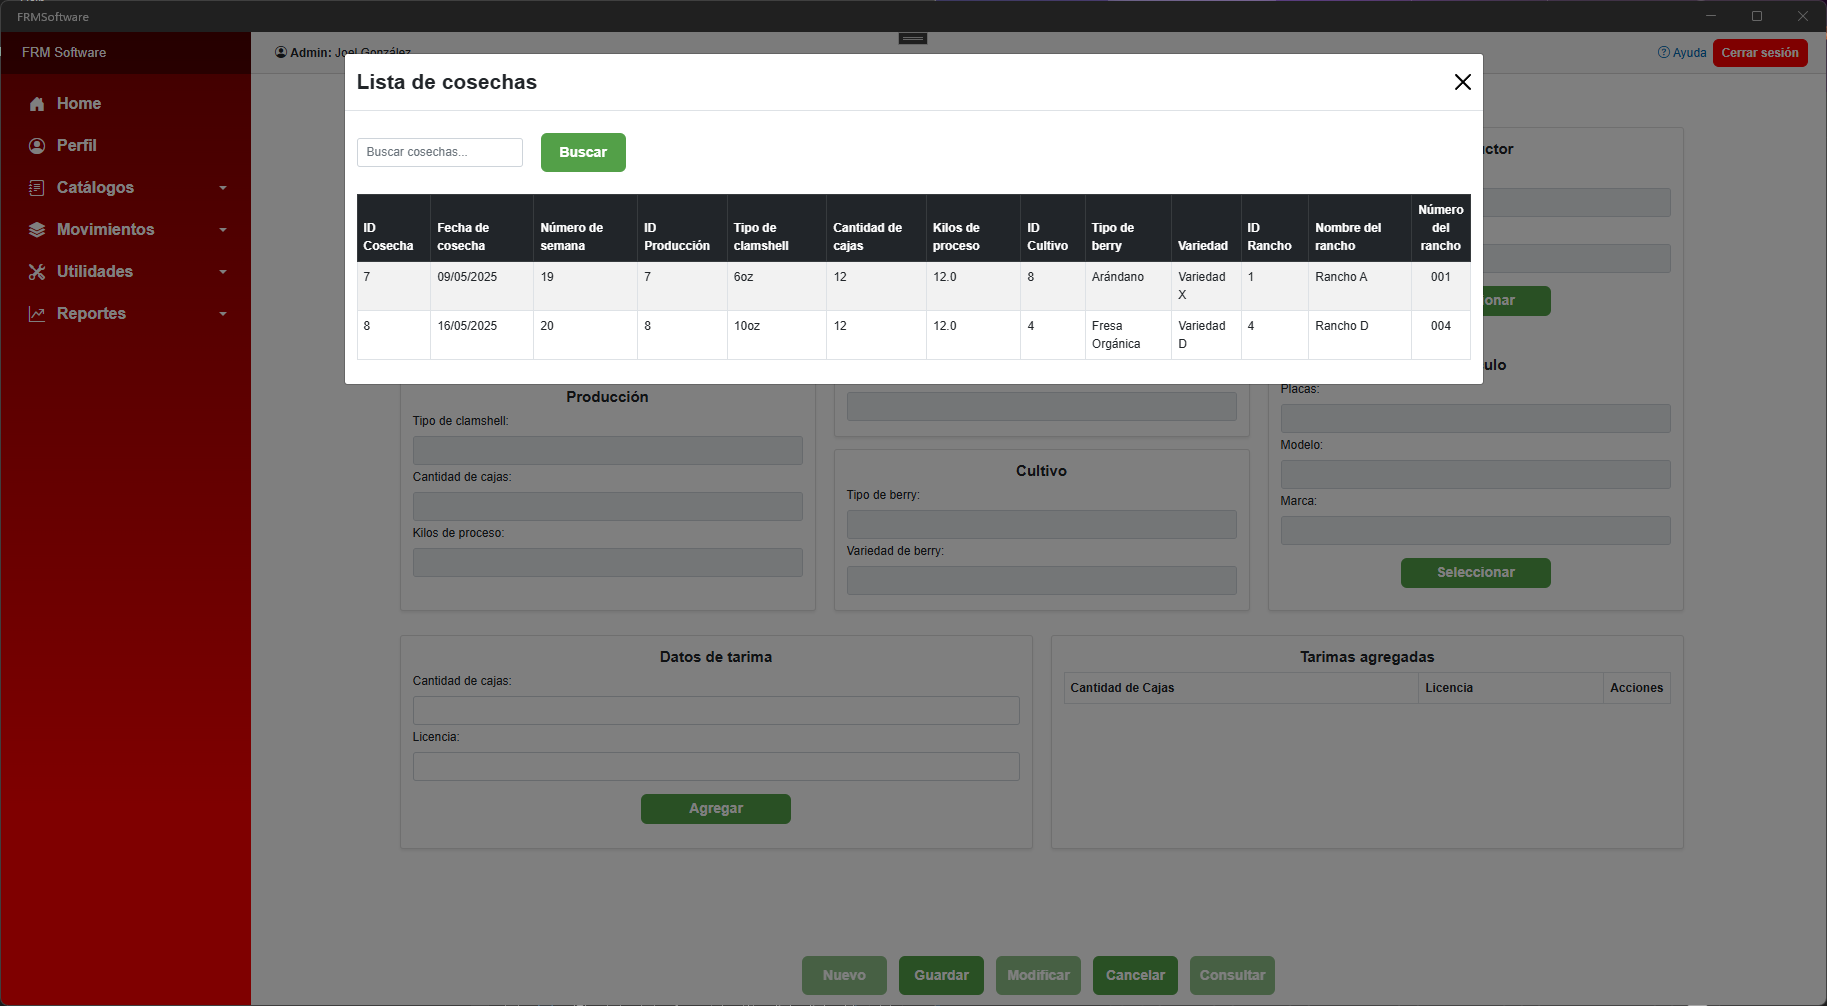 FRMSoftware
FRM Software
Admin: Joel González
Ayuda
Cerrar sesión
Home
Perfil
Catálogos
Movimientos
Utilidades
Reportes
Lista de cosechas
Buscar cosechas...
Buscar
ID Cosecha
Fecha de cosecha
Número de semana
ID Producción
Tipo de clamshell
Cantidad de cajas
Kilos de proceso
ID Cultivo
Tipo de berry
Variedad
ID Rancho
Nombre del rancho
Número del rancho
7 09/05/2025 19 7 6oz 12 12.0 8 Arándano Variedad X 1 Rancho A 001
8 16/05/2025 20 8 10oz 12 12.0 4 Fresa Orgánica Variedad D 4 Rancho D 004
Producción
Tipo de clamshell:
Cantidad de cajas:
Kilos de proceso:
Cultivo
Tipo de berry:
Variedad de berry:
Placas:
Modelo:
Marca:
Seleccionar
Datos de tarima
Cantidad de cajas:
Licencia:
Agregar
Tarimas agregadas
Cantidad de Cajas Licencia Acciones
Nuevo
Guardar
Modificar
Cancelar
Consultar